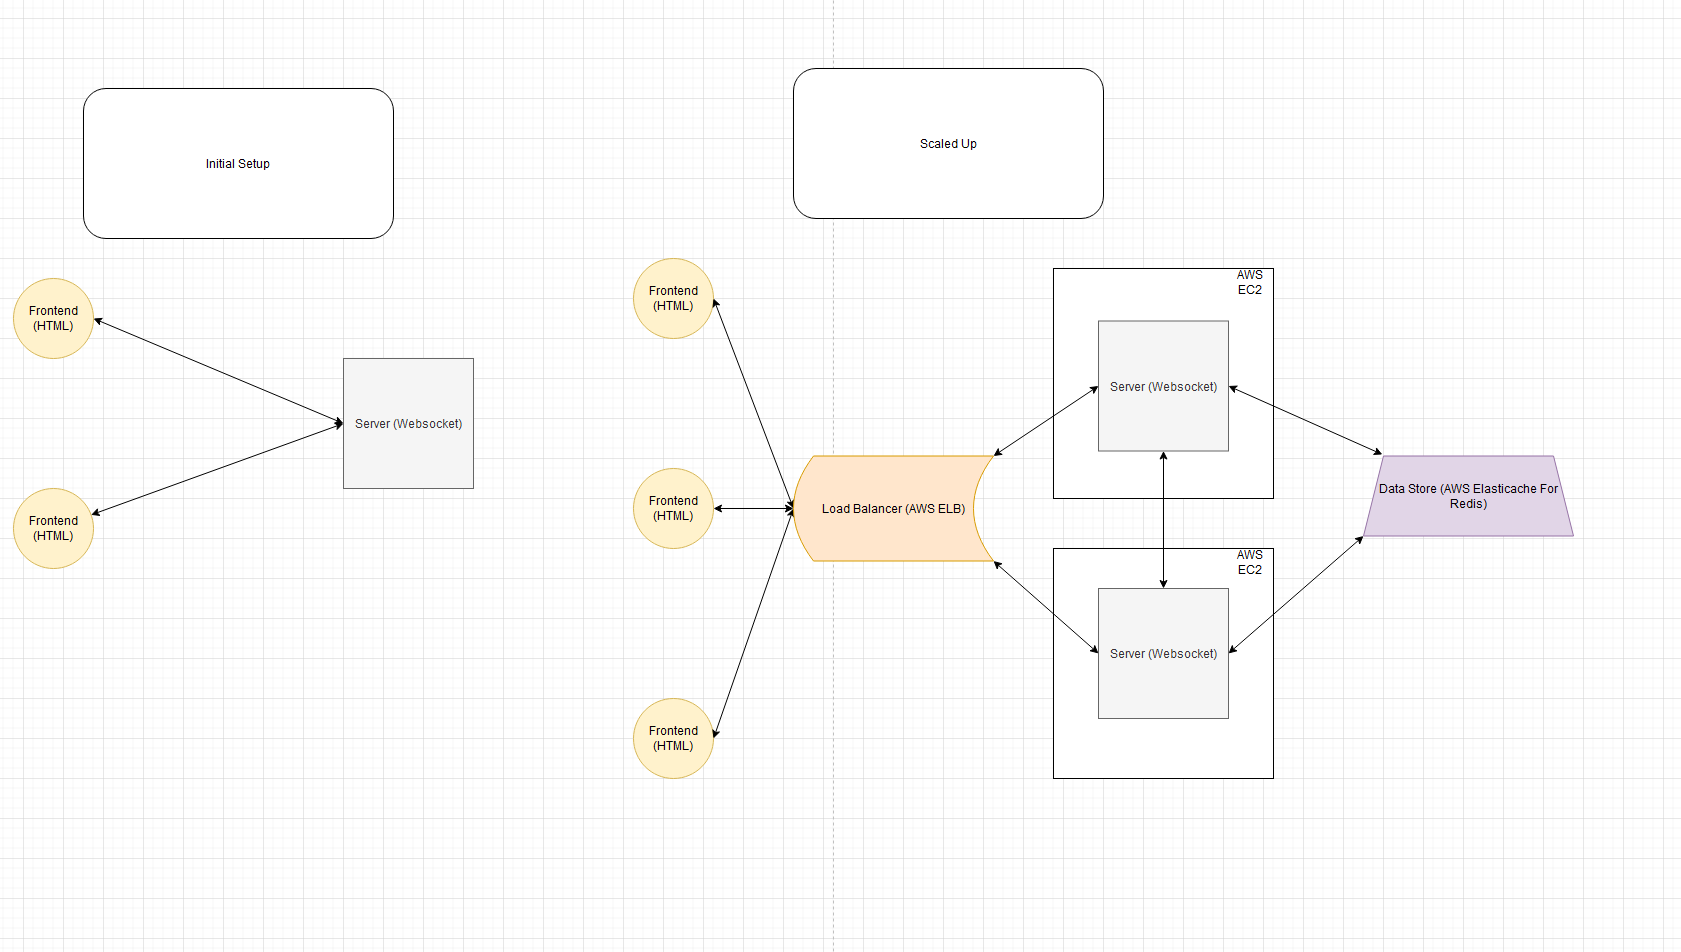 Initial Setup
Frontend
(HTML)
Server (Websocket)
Frontend
(HTML)
Scaled Up
Frontend
(HTML)
Frontend
(HTML)
Frontend
(HTML)
Load Balancer (AWS ELB)
AWS
EC2
Server (Websocket)
AWS
EC2
Server (Websocket)
Data Store (AWS Elasticache For
Redis)